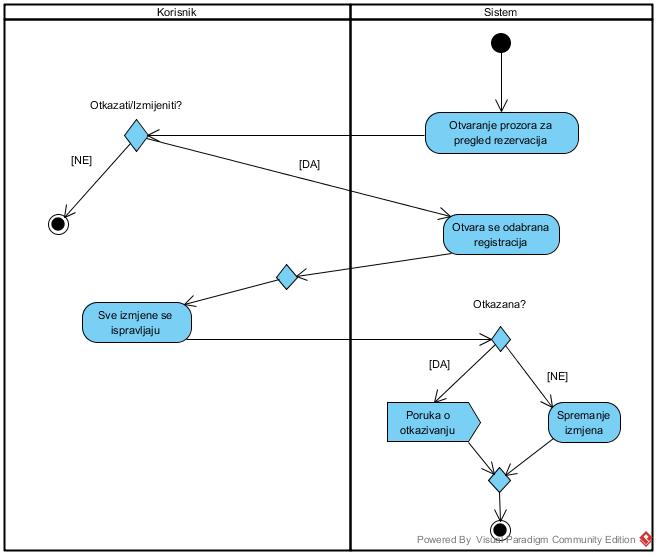 Korisnik
Sistem
Otkazati/Izmijeniti?
Otvaranje prozora za
pregled rezervacija
[NE]
[DA]
Otvara se odabrana
registracija
Otkazana?
Sve izmjene se
ispravljaju
[DA]
[NE]
Poruka o
otkazivanju
Spremanje
izmjena
Powered By Visual Paradigm Community Edition